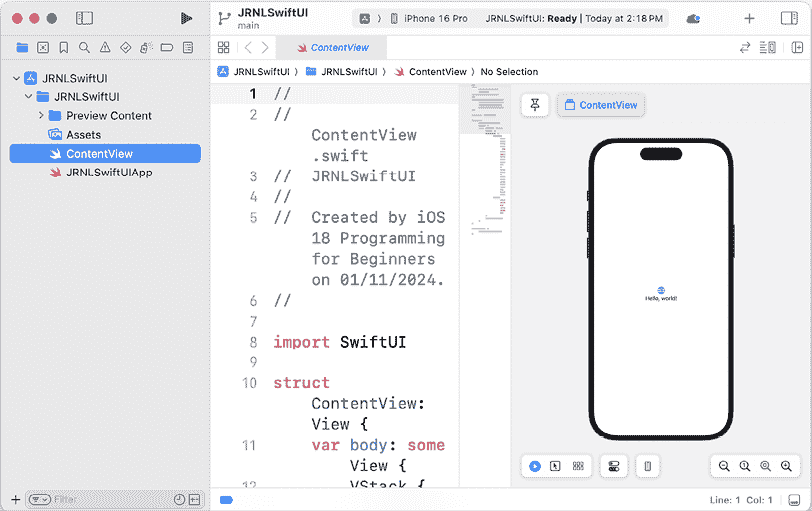 JRNLSwiftUI
main
iPhone 16 Pro
JRNLSwiftUI: Ready | Today at 2:18 PM
ContentView
JRNLSwiftUI
JRNLSwiftUI
ContentView
No Selection
JRNLSwiftUI
JRNLSwiftUI
Preview Content
Assets
ContentView
JRNLSwiftUIApp
1 //
2 //
ContentView
.swift
3 // JRNLSwiftUI
4 //
5 // Created by iOS
18 Programming
for Beginners
on 01/11/2024.
6 //
7
8 import SwiftUI
9
10 struct
ContentView:
View {
11 var body: some
View {
12 VStack {
ContentView
Hello, world!
Filter
Line: 1 Col: 1